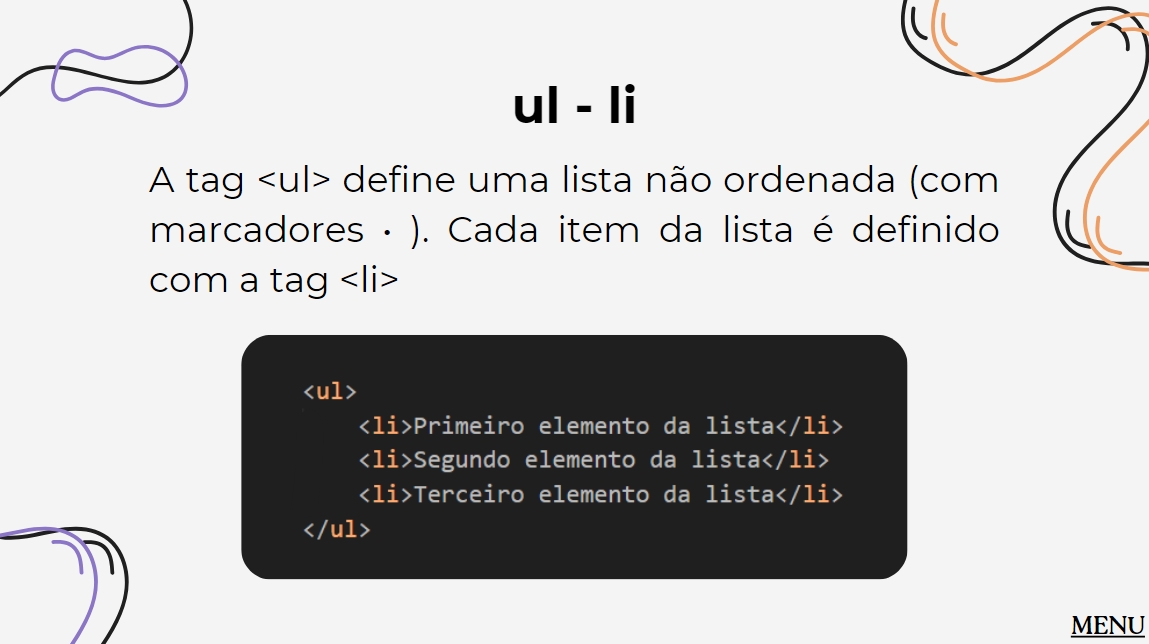 ul - li
A tag <ul> define uma lista não ordenada (com
marcadores • ). Cada item da lista é definido
com a tag <li>
<ul>
    <li>Primeiro elemento da lista</li>
    <li>Segundo elemento da lista</li>
    <li>Terceiro elemento da lista</li>
</ul>
MENU